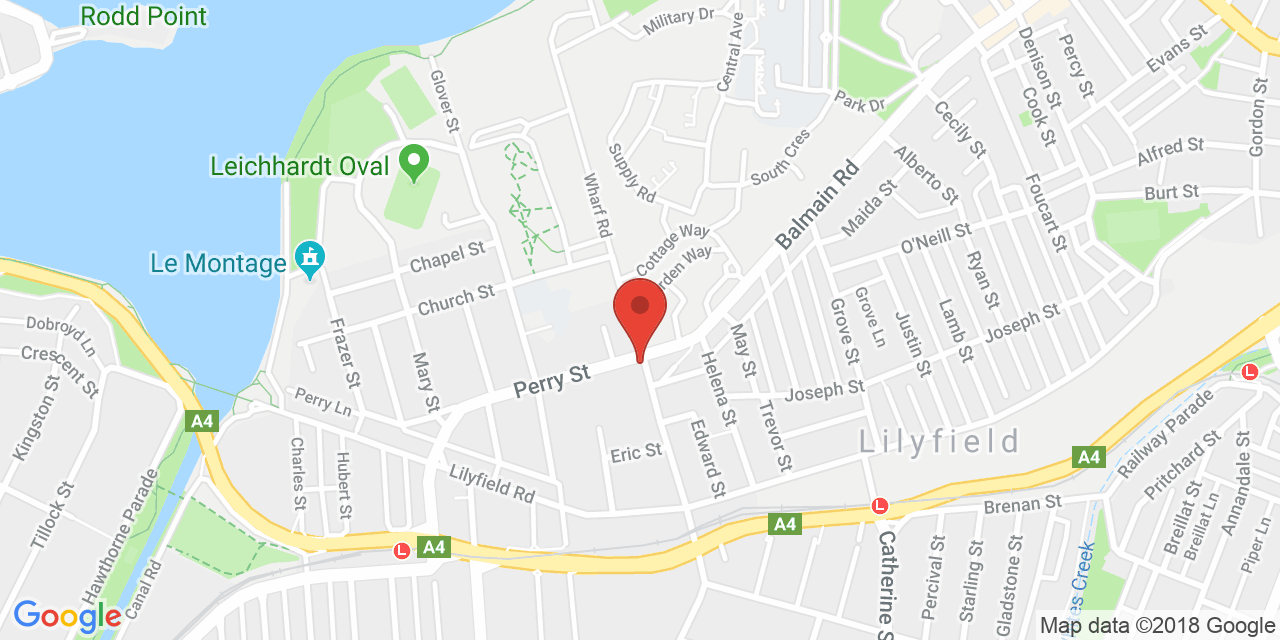 Rodd Point
Military Dr
Central Ave
Glover St
Denison St
Percy St
Evans St
Cook St
Gordon St
Park Dr
Cecily St
Leichhardt Oval
Supply Rd
South Cres
Wharf Rd
Alberto St
Alfred St
Foucart St
Burt St
Balmain Rd
Maida St
O'Neill St
Le Montage
Chapel St
Cottage Way
arden Way
Church St
Ryan St
Dobroyd Ln
Crescent St
Frazer St
Mary St
Grove St
Grove Ln
Justin St
Lamb St
Joseph St
May St
Helena St
Perry St
Joseph St
Kingston St
Perry Ln
A4
Trevor St
Lilyfield
Railway Parade
Edward St
Eric St
Charles St
Hubert St
Lilyfield Rd
A4
Pritchard St
Annandale St
Tillock St
Hawthorne Parade
L
Brenan St
Breillat St
Breillat Ln
Piper Ln
A4
A4
L
L
Canal Rd
Catherine S
Percival St
Starling St
Gladstone St
es Creek
Google
Map data ©2018 Google